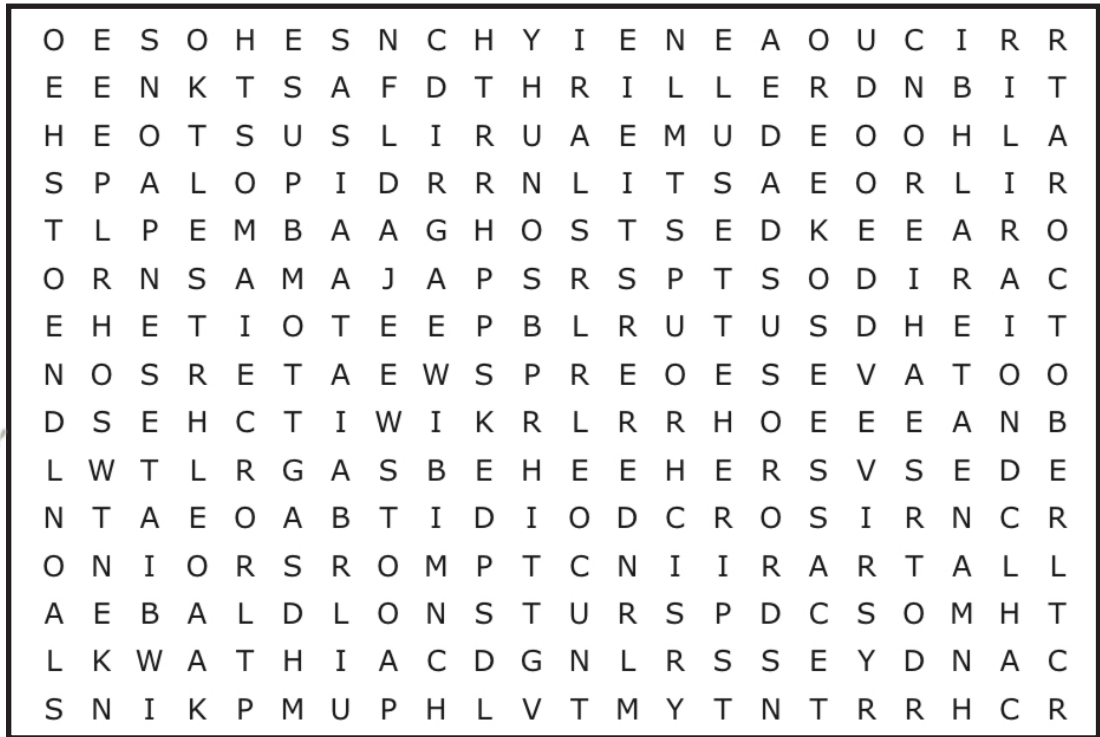 O E S O H E S N C H Y I E N E A O U C I R R
E E N K T S A F D T H R I L L E R D N B I T
H E O T S U S L I R U A E M U D E O O H L A
S P A L O P I D R R N L I T S A E O R L I R
T L P E M B A A G H O S T S E D K E E A R O
O R N S A M A J A P S R S P T S O D I R A C
E H E T I O T E E P B L R U T U S D H E I T
N O S R E T A E W S P R E O E S E V A T O O
D S E H C T I W I K R L R R H O E E E A N B
L W T L R G A S B E H E E H E R S V S E D E
N T A E O A B T I D I O D C R O S I R N C R
O N I O R S R O M P T C N I I R A R T A L L
A E B A L D L O N S T U R S P D C S O M H T
L K W A T H I A C D G N L R S S E Y D N A C
S N I K P M U P H L V T M Y T N T R R H C R